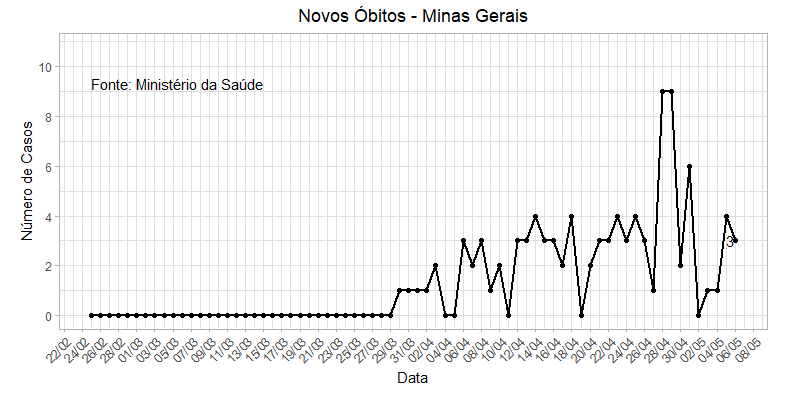 Novos Óbitos - Minas Gerais
Fonte: Ministério da Saúde
Número de Casos
10
8
6
4
2
0
3
22/02 24/02 26/02 28/02 01/03 03/03 05/03 07/03 09/03 11/03 13/03 15/03 17/03 19/03 21/03 23/03 25/03 27/03 29/03 31/03 02/04 04/04 06/04 08/04 10/04 12/04 14/04 16/04 18/04 20/04 22/04 24/04 26/04 28/04 30/04 02/05 04/05 06/05 08/05
Data